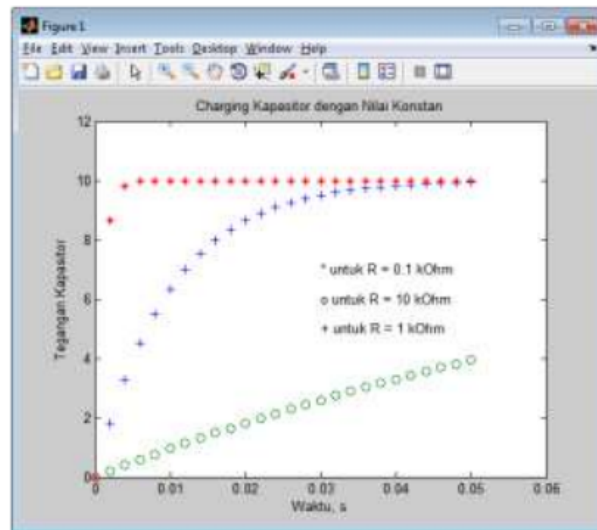 Figure 1
File Edit View Insert Tools Desktop Window Help
Charging Kapasitor dengan Nilai Konstan
12
10
8
6
4
2
0
Tegangan Kapasitor
* untuk R = 0.1 kOhm
o untuk R = 10 kOhm
+ untuk R = 1 kOhm
0 0.01 0.02 0.03 0.04 0.05 0.06
Waktu, s